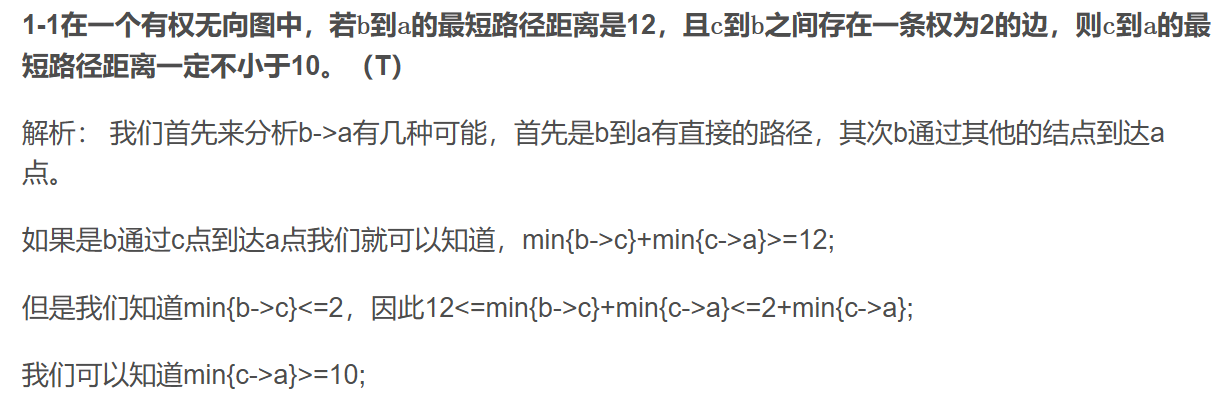 1-1在一个有权无向图中，若b到a的最短路径距离是12，且c到b之间存在一条权为2的边，则c到a的最
短路径距离一定不小于10。（T）
解析： 我们首先来分析b->a有几种可能，首先是b到a有直接的路径，其次b通过其他的结点到达a
点。
如果是b通过c点到达a点我们就可以知道，min{b->c}+min{c->a}>=12;
但是我们知道min{b->c}<=2，因此12<=min{b->c}+min{c->a}<=2+min{c->a};
我们可以知道min{c->a}>=10;